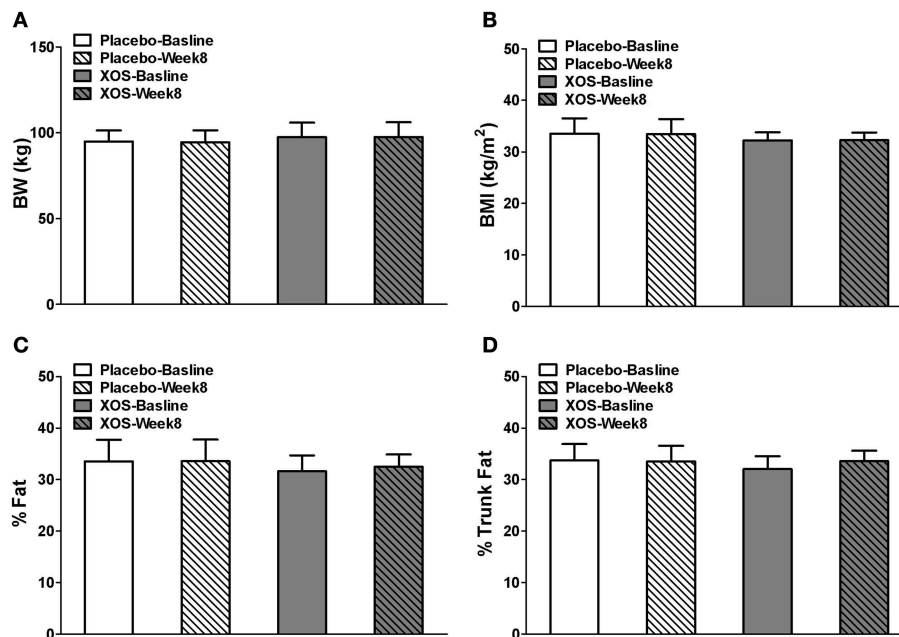 A
Placebo-Basline
Placebo-Week8
XOS-Basline
XOS-Week8
150
100
50
0
BW (kg)
B
Placebo-Basline
Placebo-Week8
XOS-Basline
XOS-Week8
50
40
30
20
10
0
BMI (kg/m²)
C
Placebo-Basline
Placebo-Week8
XOS-Basline
XOS-Week8
50
40
30
20
10
0
% Fat
D
Placebo-Basline
Placebo-Week8
XOS-Basline
XOS-Week8
50
40
30
20
10
0
% Trunk Fat